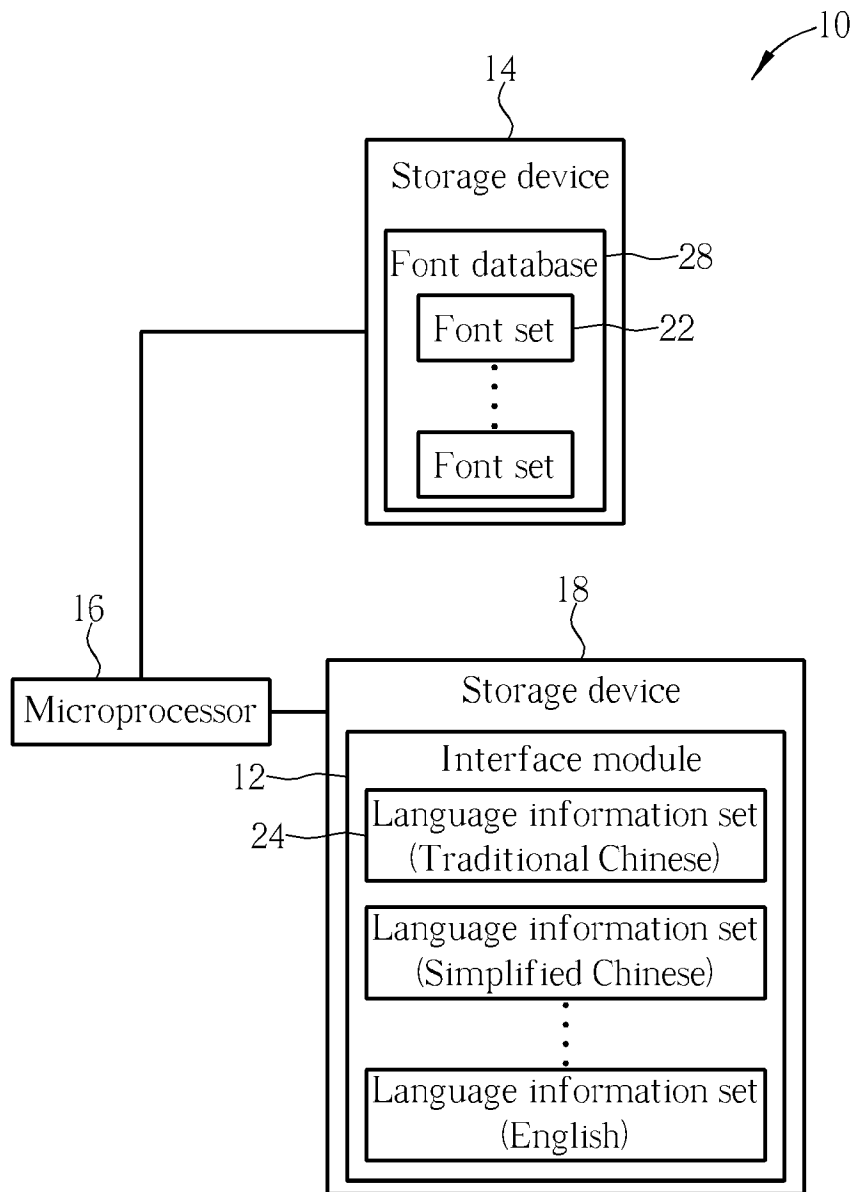 10
14
Storage device
Font database
28
Font set
22
Font set
16
Microprocessor
18
Storage device
Interface module
12
Language information set
(Traditional Chinese)
24
Language information set
(Simplified Chinese)
Language information set
(English)